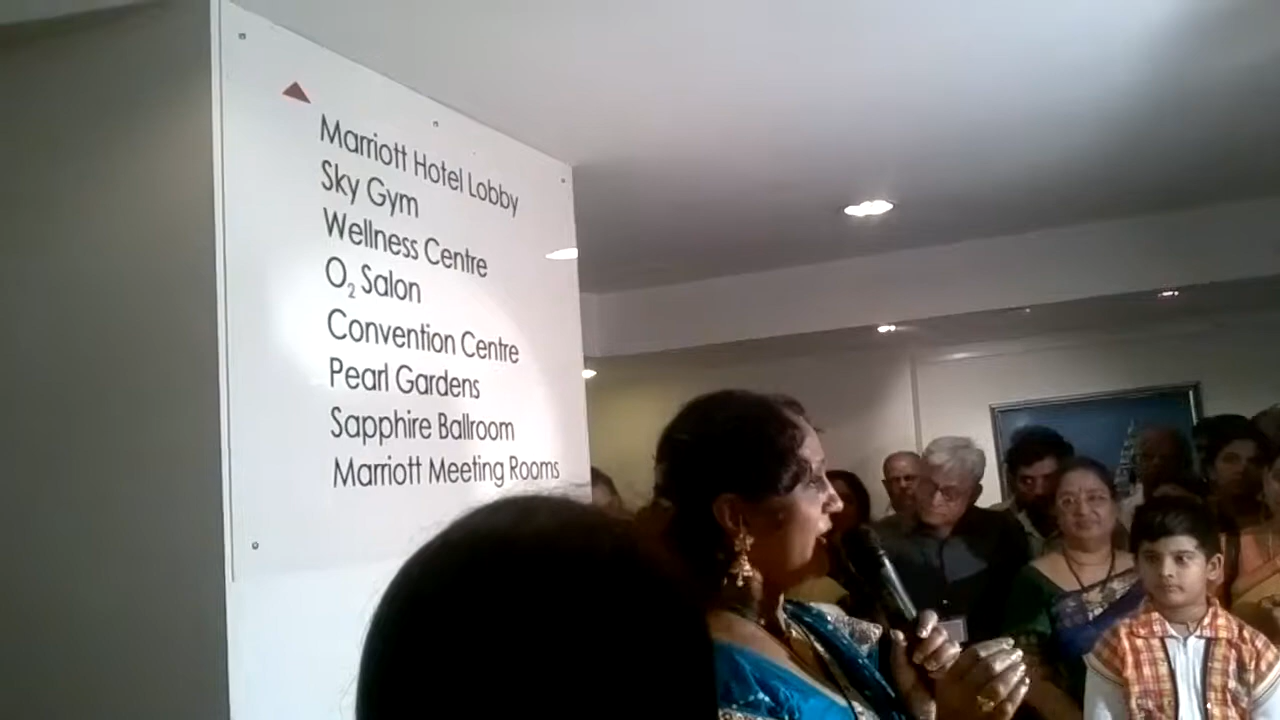 Marriott Hotel Lobby
Sky Gym
Wellness Centre
O₂ Salon
Convention Centre
Pearl Gardens
Sapphire Ballroom
Marriott Meeting Rooms